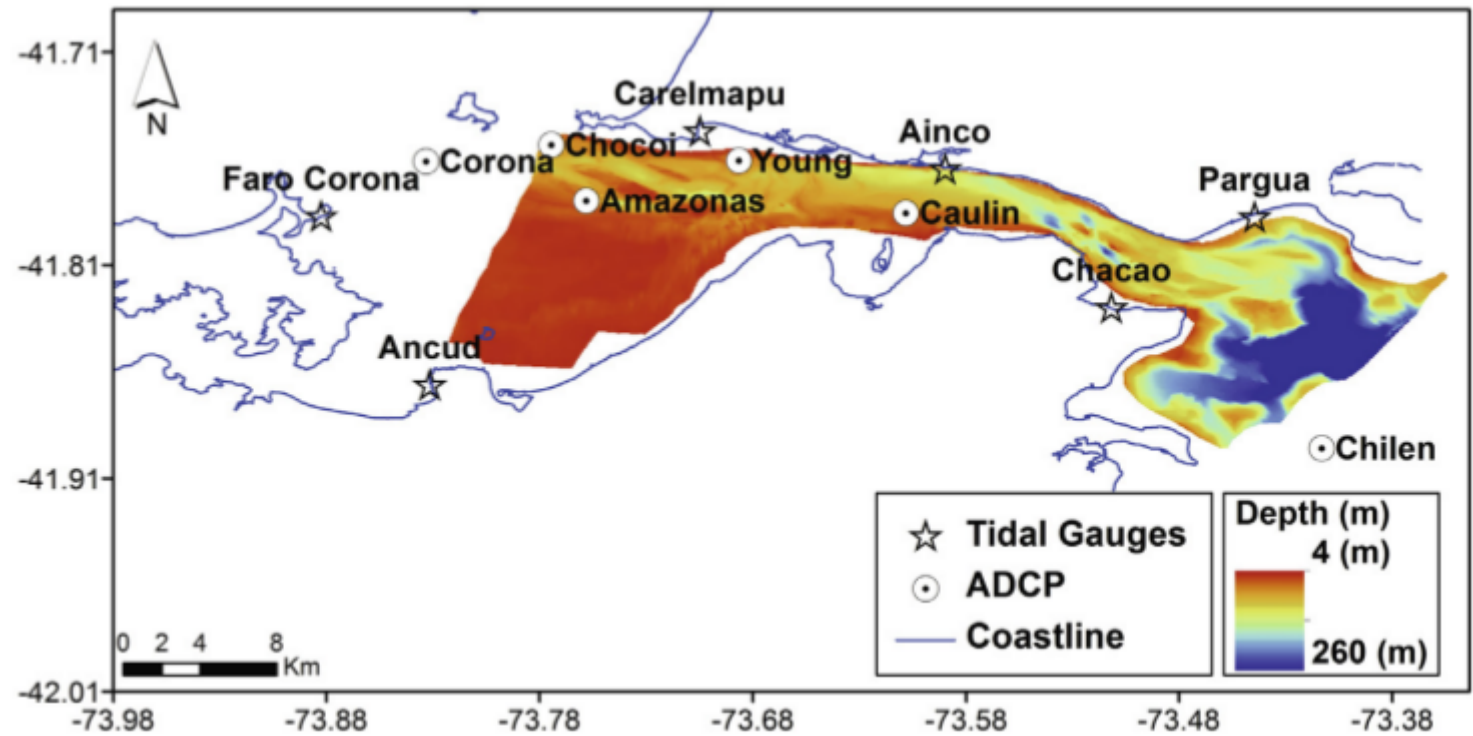 -41.71
-41.81
-41.91
-42.01
N
Carelmapu
Ainco
Chocoi
Corona
Young
Faro Corona
Pargua
Amazonas
Caulin
Chacao
Ancud
Chilen
Tidal Gauges
ADCP
Coastline
Depth (m)
4 (m)
260 (m)
0 2 4 8
Km
-73.98 -73.88 -73.78 -73.68 -73.58 -73.48 -73.38